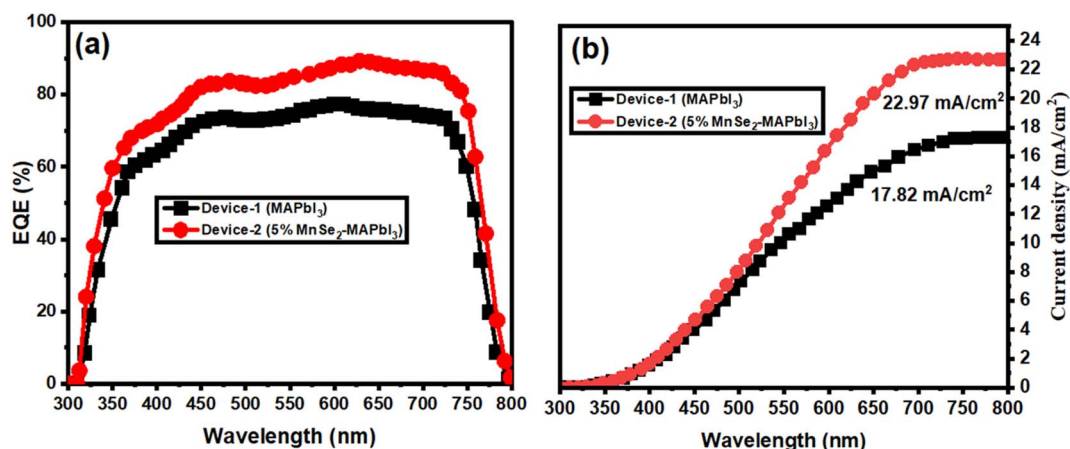 (a)
100
80
60
40
20
0
EQE (%)
Device-1 (MAPbI₃)
Device-2 (5% MnSe₂-MAPbI₃)
300 350 400 450 500 550 600 650 700 750 800
Wavelength (nm)
(b)
Device-1 (MAPbI₃)
Device-2 (5% MnSe₂-MAPbI₃)
22.97 mA/cm²
17.82 mA/cm²
24
22
20
18
16
14
12
10
8
6
4
2
0
Current density (mA/cm²)
300 350 400 450 500 550 600 650 700 750 800
Wavelength (nm)